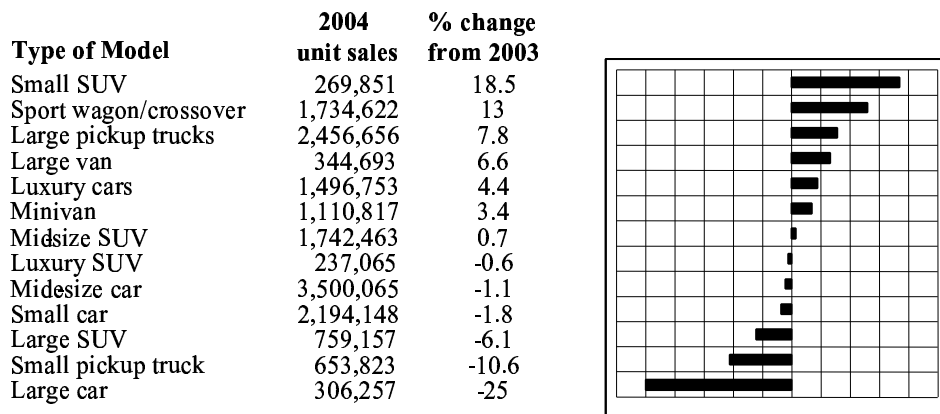 2004 % change
Type of Model unit sales from 2003
Small SUV 269,851 18.5
Sport wagon/crossover 1,734,622 13
Large pickup trucks 2,456,656 7.8
Large van 344,693 6.6
Luxury cars 1,496,753 4.4
Minivan 1,110,817 3.4
Midsize SUV 1,742,463 0.7
Luxury SUV 237,065 -0.6
Midesize car 3,500,065 -1.1
Small car 2,194,148 -1.8
Large SUV 759,157 -6.1
Small pickup truck 653,823 -10.6
Large car 306,257 -25